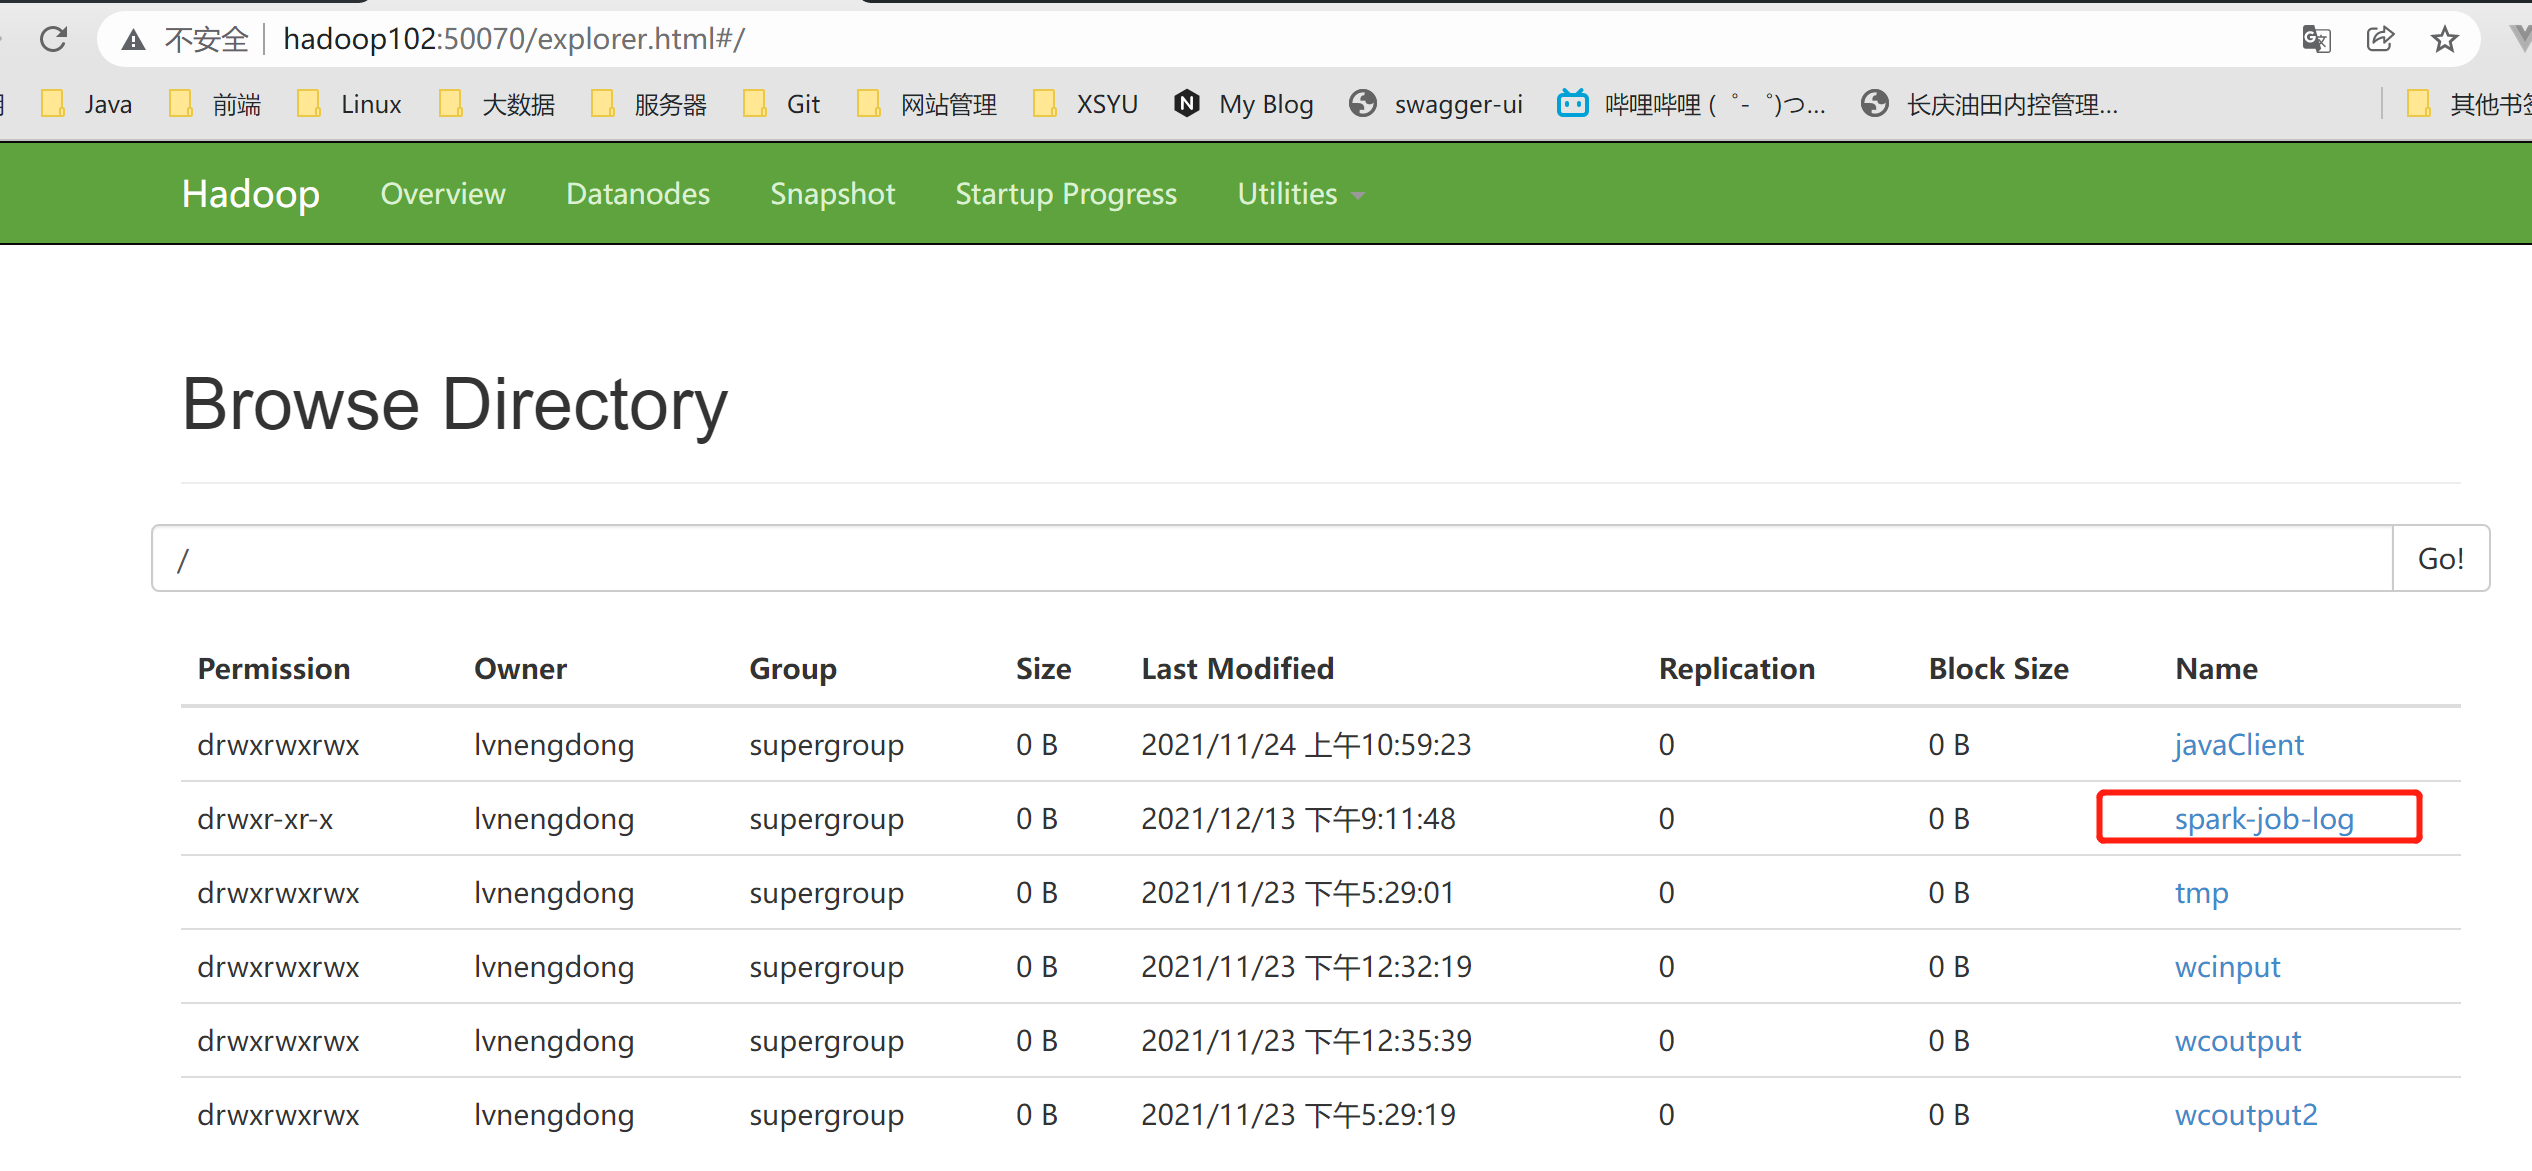 不安全 hadoop102:50070/explorer.html#/
Java 前端 Linux 大数据 服务器 Git 网站管理 XSYU My Blog swagger-ui 哔哩哔哩 (゜-゜)つ... 长庆油田内控管理... 其他书签
Hadoop Overview Datanodes Snapshot Startup Progress Utilities
Browse Directory
/ Go!
Permission Owner Group Size Last Modified Replication Block Size Name
drwxrwxrwx lvnengdong supergroup 0 B 2021/11/24 上午10:59:23 0 0 B javaClient
drwxr-xr-x lvnengdong supergroup 0 B 2021/12/13 下午9:11:48 0 0 B spark-job-log
drwxrwxrwx lvnengdong supergroup 0 B 2021/11/23 下午5:29:01 0 0 B tmp
drwxrwxrwx lvnengdong supergroup 0 B 2021/11/23 下午12:32:19 0 0 B wcinput
drwxrwxrwx lvnengdong supergroup 0 B 2021/11/23 下午12:35:39 0 0 B wcoutput
drwxrwxrwx lvnengdong supergroup 0 B 2021/11/23 下午5:29:19 0 0 B wcoutput2